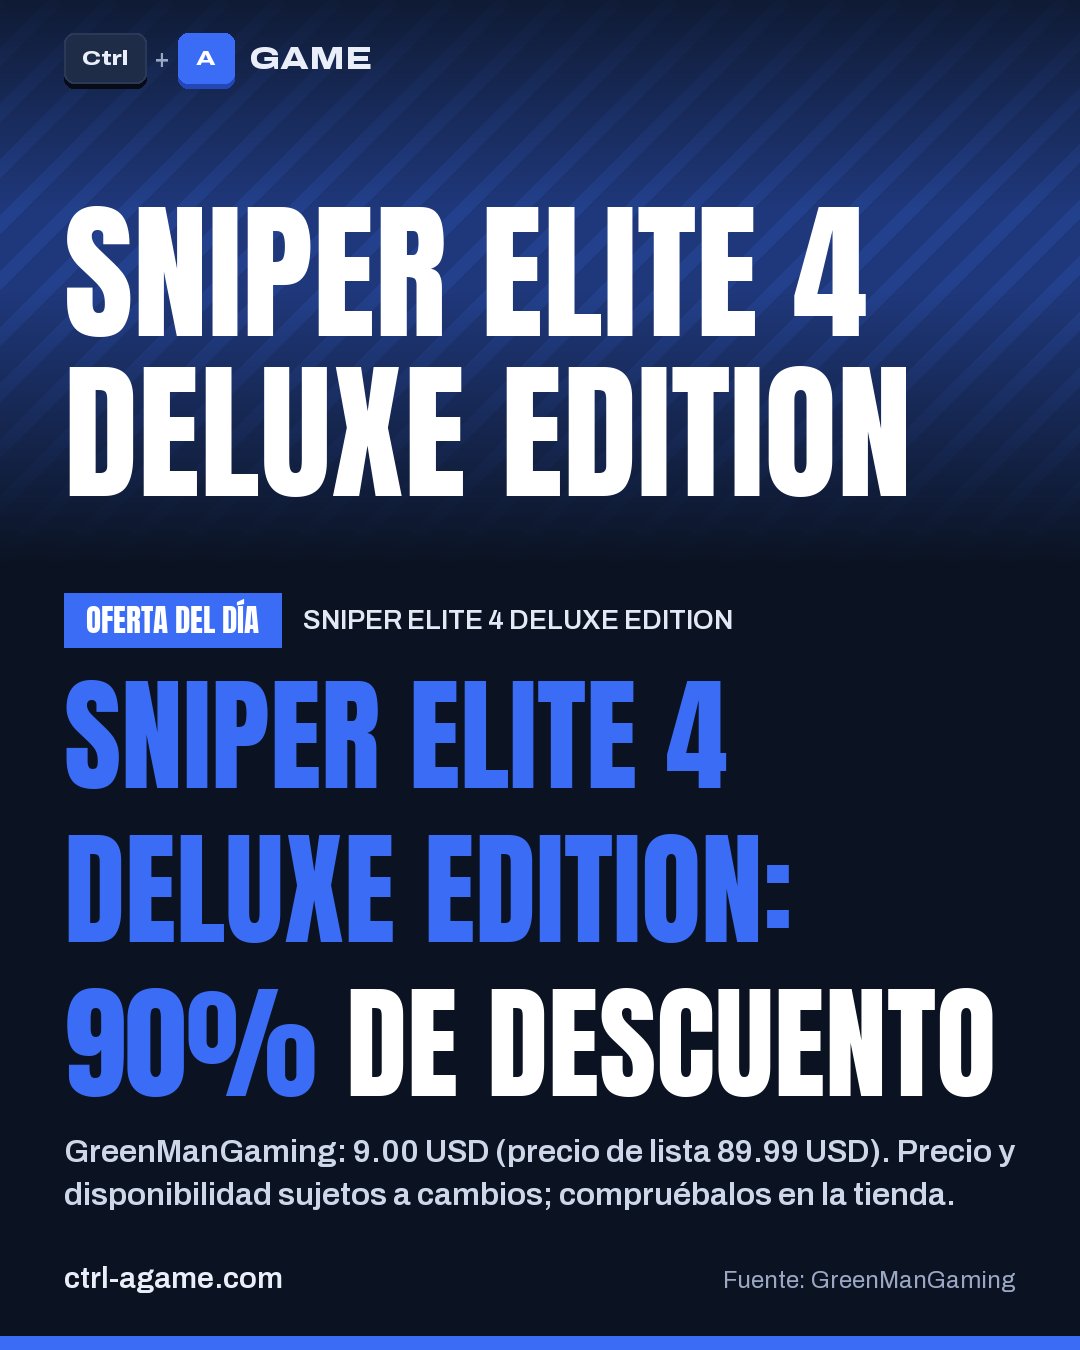 Ctrl + A GAME
SNIPER ELITE 4
DELUXE EDITION
OFERTA DEL DÍA SNIPER ELITE 4 DELUXE EDITION
SNIPER ELITE 4
DELUXE EDITION:
90% DE DESCUENTO
GreenManGaming: 9.00 USD (precio de lista 89.99 USD). Precio y
disponibilidad sujetos a cambios; compruébalos en la tienda.
ctrl-agame.com Fuente: GreenManGaming